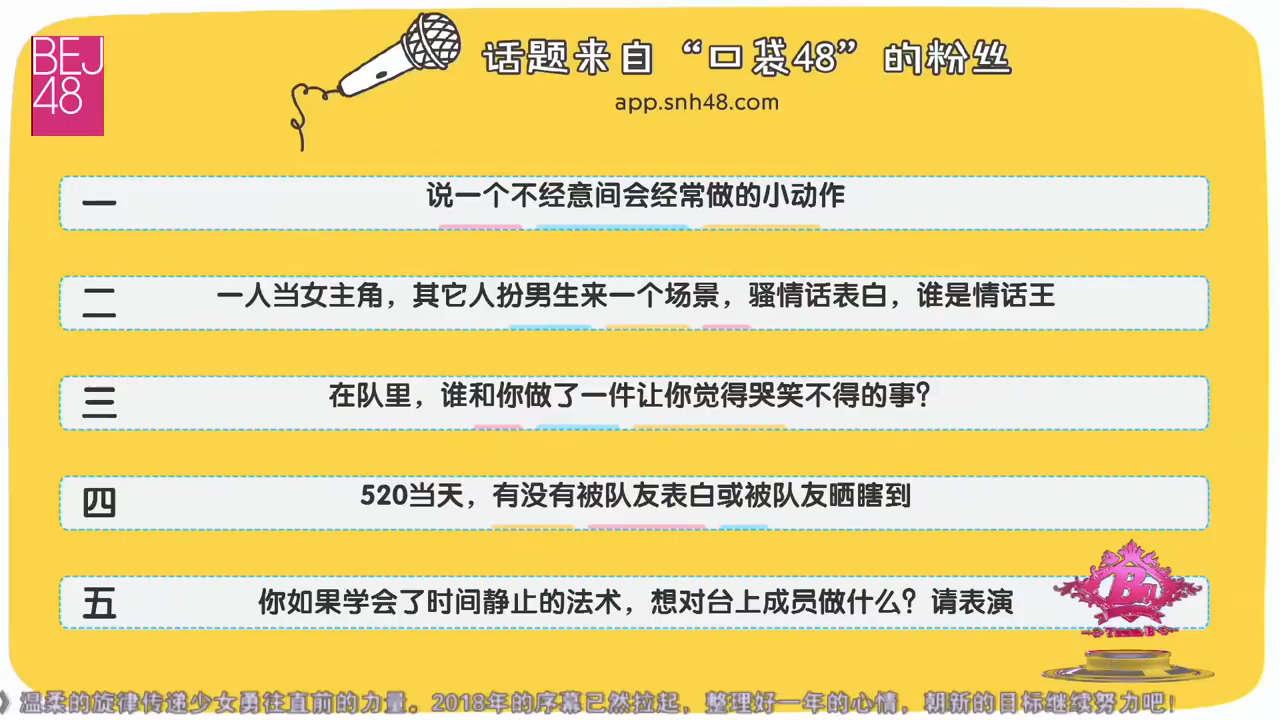 BEJ
48
话题来自“口袋48”的粉丝
app.snh48.com
一 说一个不经意间会经常做的小动作
二 一人当女主角，其它人扮男生来一个场景，骚情话表白，谁是情话王
三 在队里，谁和你做了一件让你觉得哭笑不得的事？
四 520当天，有没有被队友表白或被队友晒瞎到
五 你如果学会了时间静止的法术，想对台上成员做什么？请表演
B
Team B
》温柔的旋律传递少女勇往直前的力量。2018年的序幕已然拉起，整理好一年的心情，朝新的目标继续努力吧！